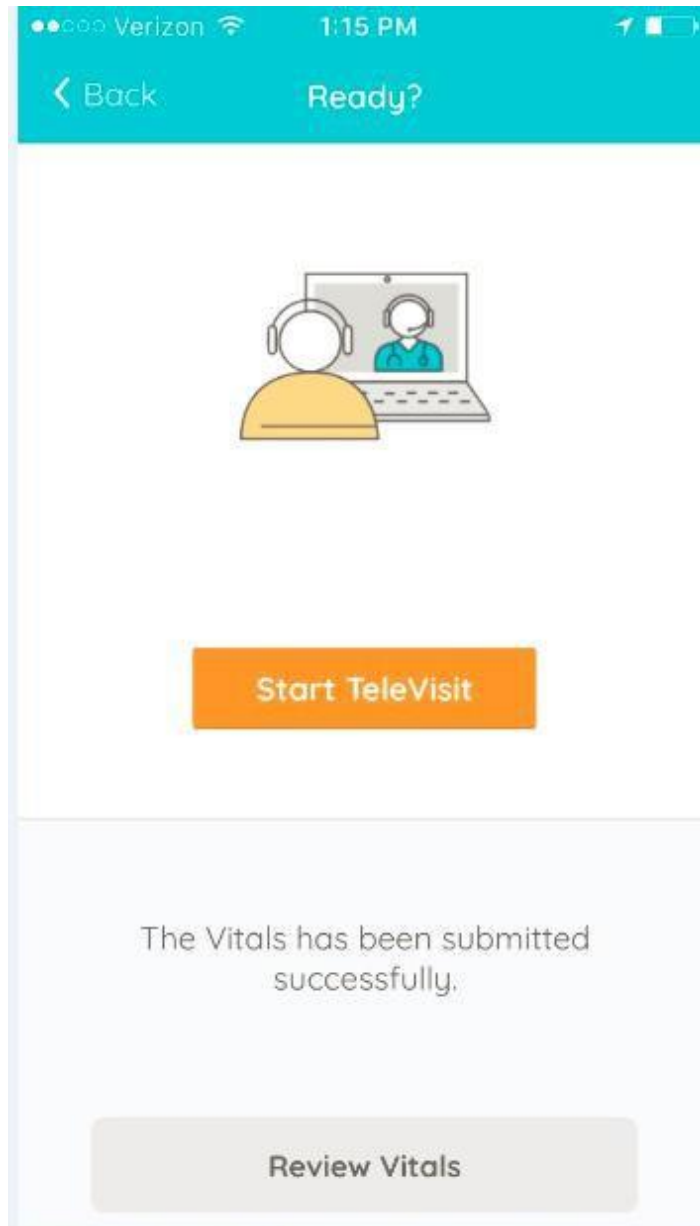 Verizon 1:15 PM
Back Ready?
Start TeleVisit
The Vitals has been submitted
successfully.
Review Vitals